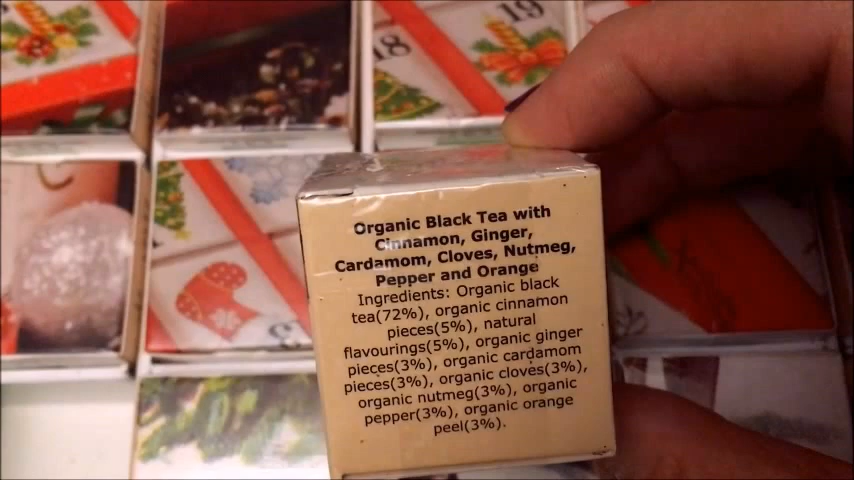 18
19
Organic Black Tea with
Cinnamon, Ginger,
Cardamom, Cloves, Nutmeg,
Pepper and Orange
Ingredients: Organic black
tea(72%), organic cinnamon
pieces(5%), natural
flavourings(5%), organic ginger
pieces(3%), organic cardamom
pieces(3%), organic cloves(3%),
organic nutmeg(3%), organic
pepper(3%), organic orange
peel(3%).